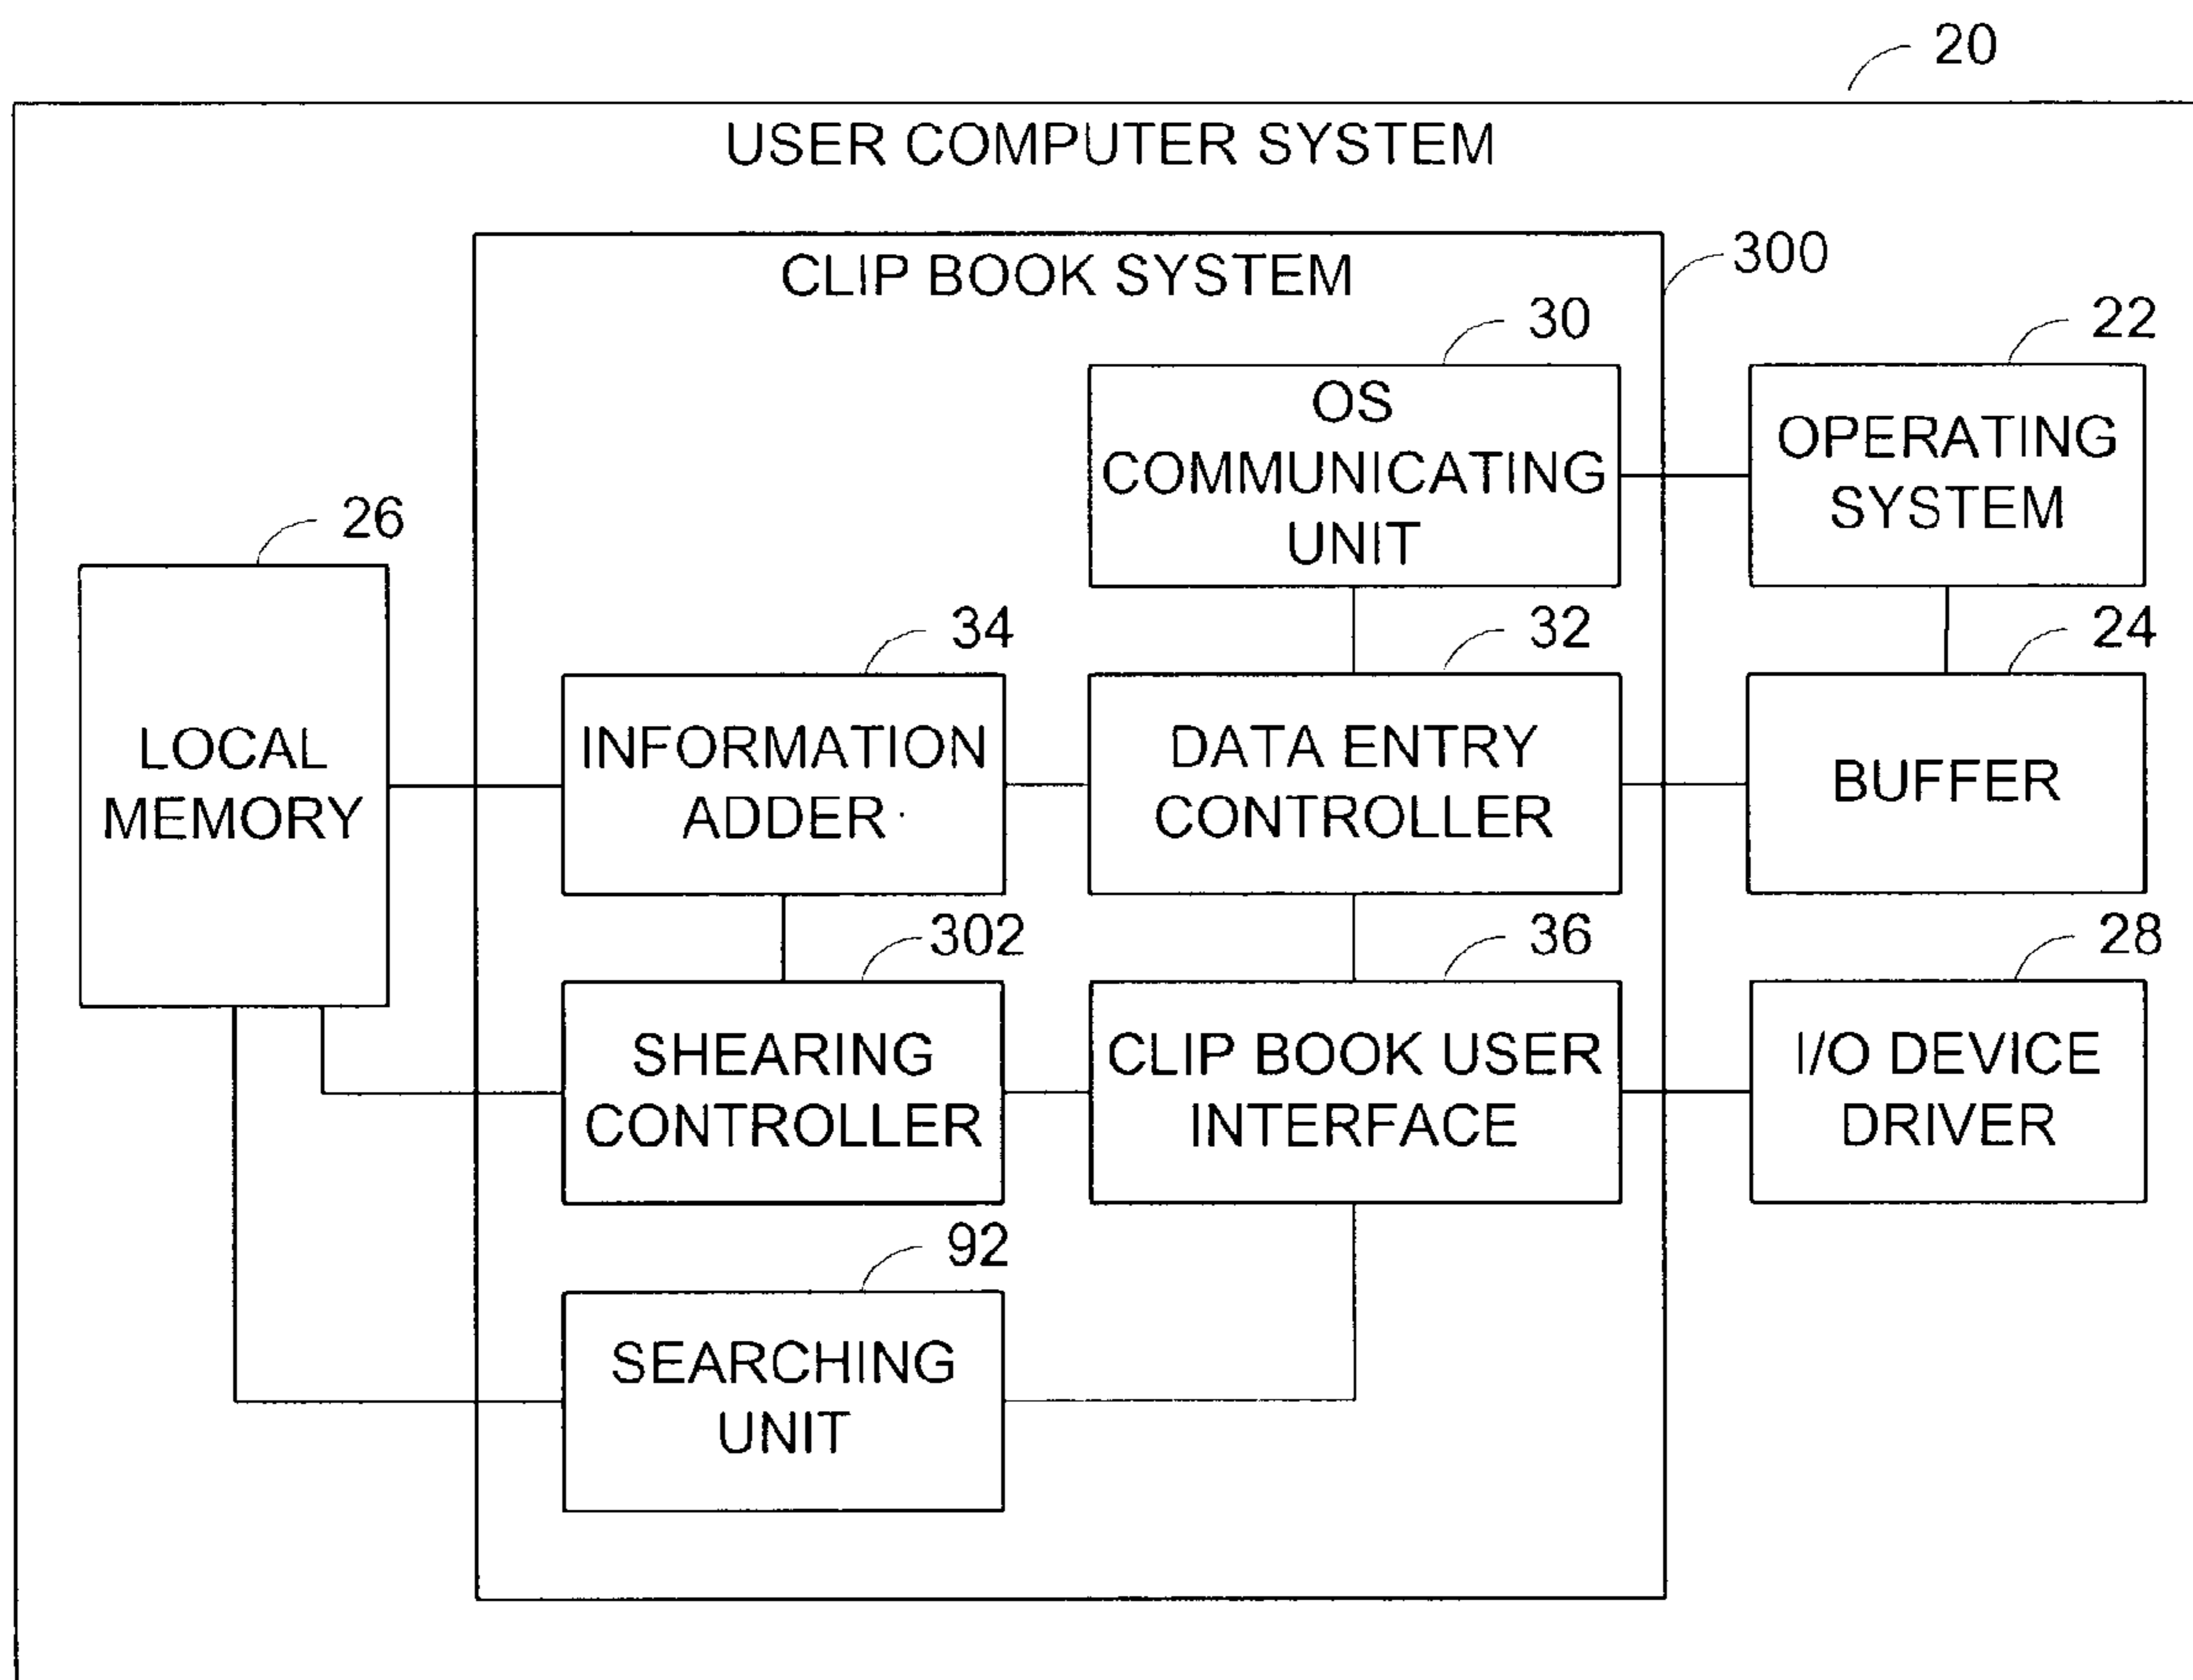 20
USER COMPUTER SYSTEM
CLIP BOOK SYSTEM
300
30
22
OS
COMMUNICATING
UNIT
OPERATING
SYSTEM
26
34
32
24
LOCAL
MEMORY
INFORMATION
ADDER
DATA ENTRY
CONTROLLER
BUFFER
302
36
28
SHEARING
CONTROLLER
CLIP BOOK USER
INTERFACE
I/O DEVICE
DRIVER
92
SEARCHING
UNIT